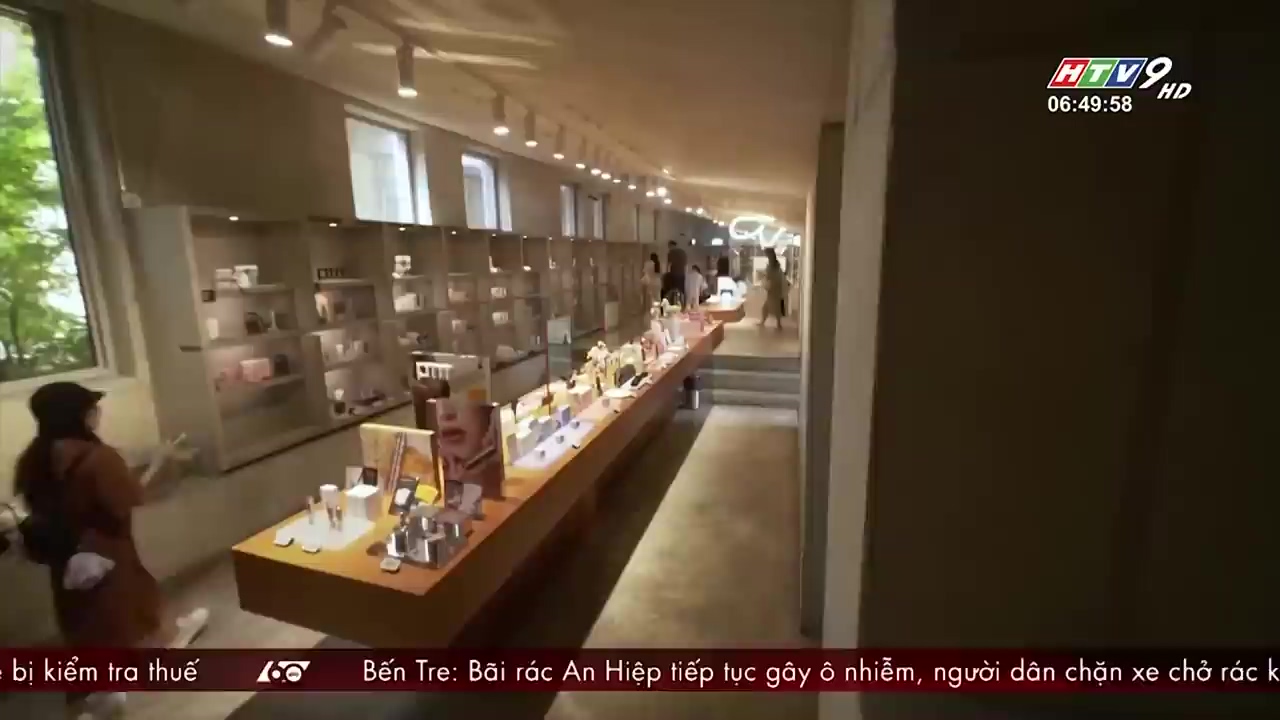 HTV9 HD
06:49:58
bị kiểm tra thuế
Bến Tre: Bãi rác An Hiệp tiếp tục gây ô nhiễm, người dân chặn xe chở rác